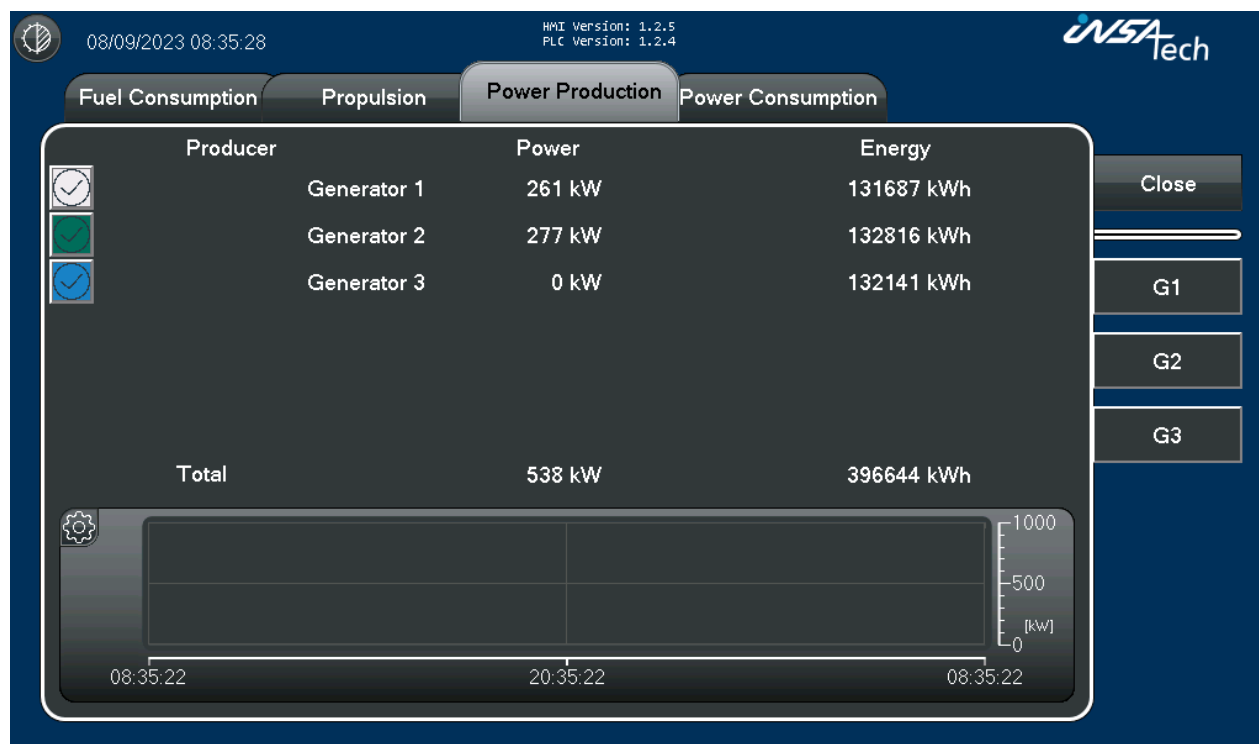 08/09/2023 08:35:28
HMI Version: 1.2.5
PLC Version: 1.2.4
iNSATech
Fuel Consumption Propulsion Power Production Power Consumption
Producer Power Energy
Generator 1 261 kW 131687 kWh
Generator 2 277 kW 132816 kWh
Generator 3 0 kW 132141 kWh
Total 538 kW 396644 kWh
Close
G1
G2
G3
1000
500
[kW]
0
08:35:22 20:35:22 08:35:22